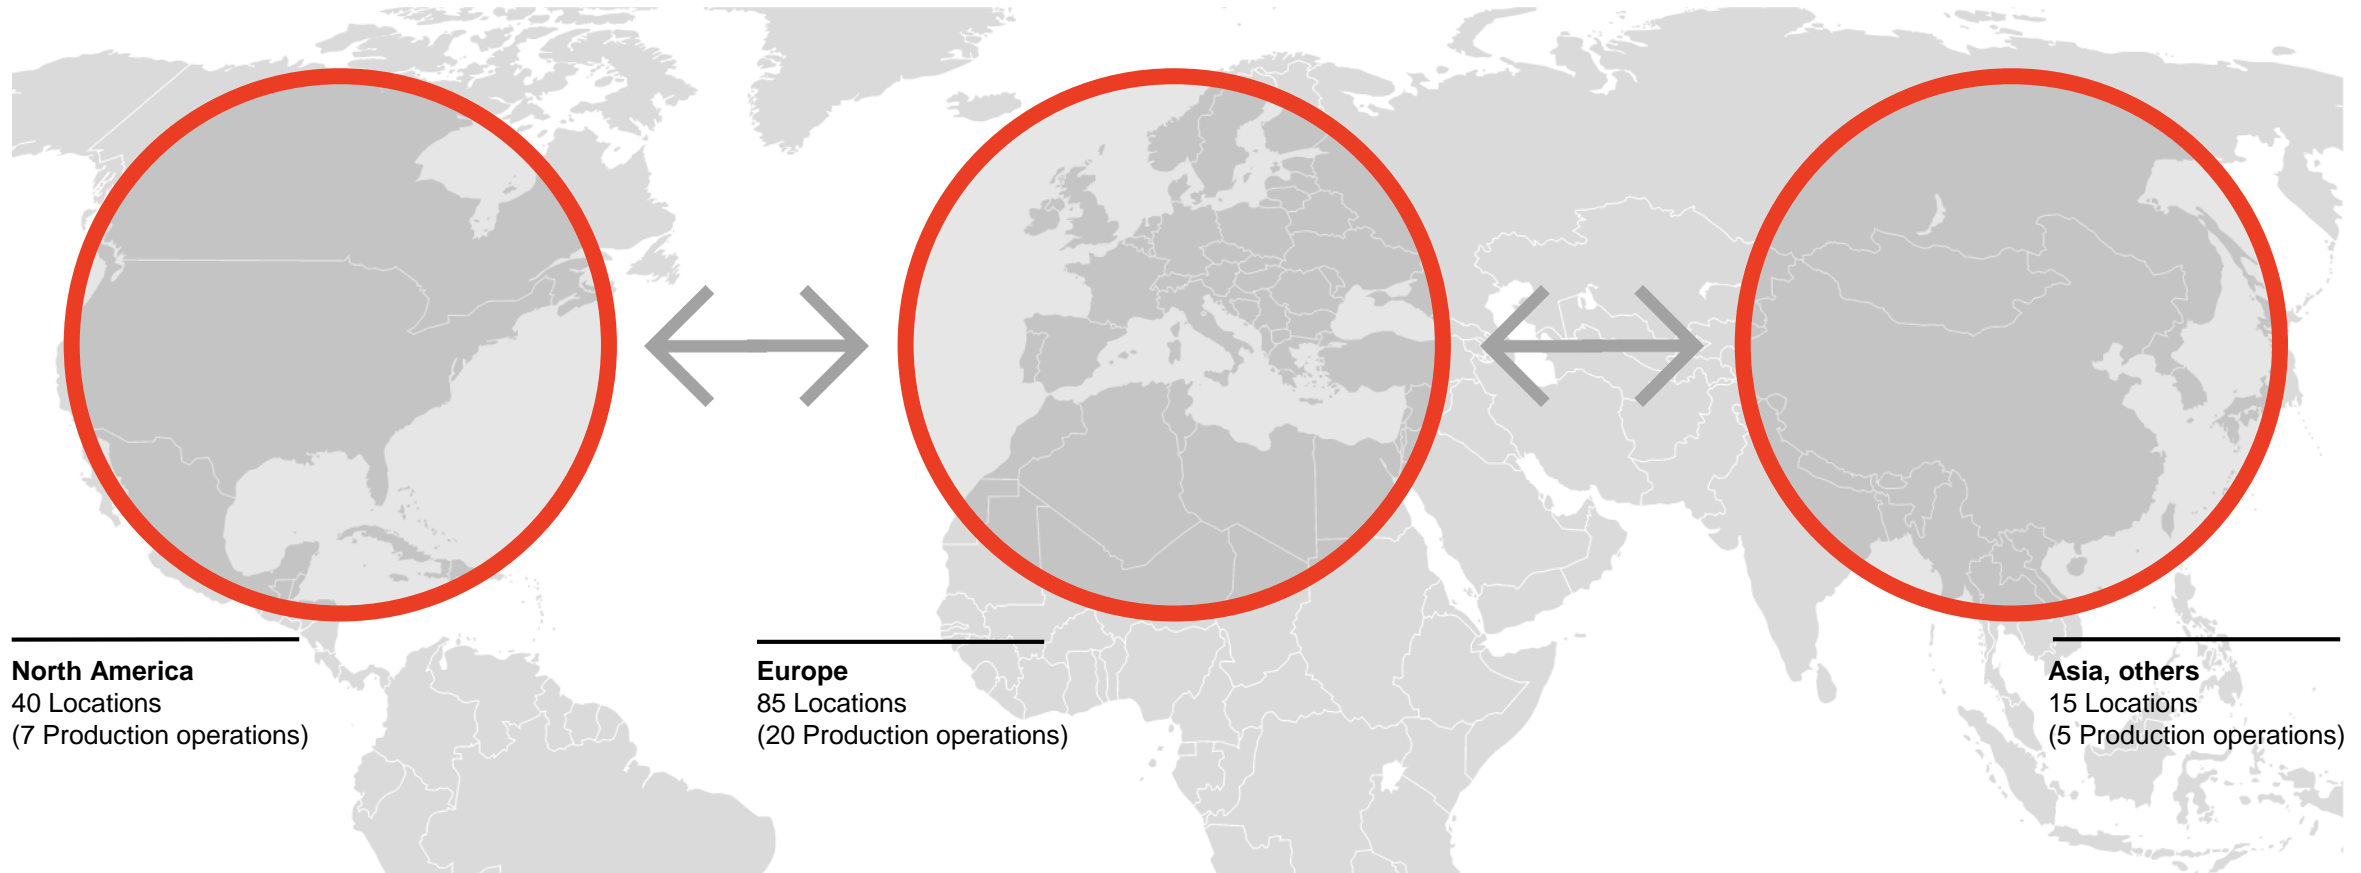 North America
40 Locations
(7 Production operations)
Europe
85 Locations
(20 Production operations)
Asia, others
15 Locations
(5 Production operations)